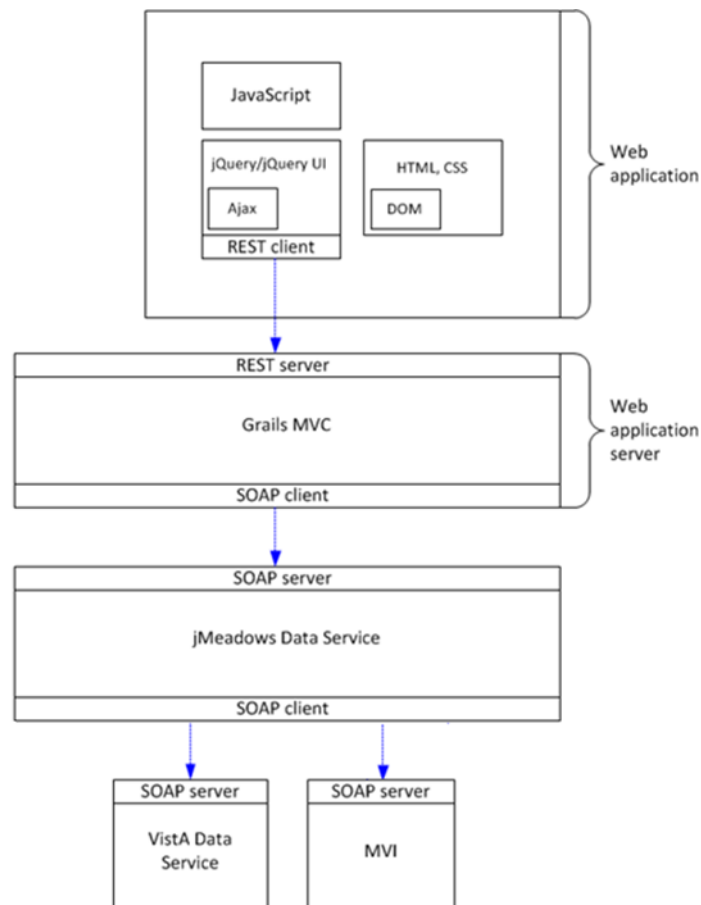 JavaScript
jQuery/jQuery UI
Ajax
REST client
HTML, CSS
DOM
Web
application
REST server
Grails MVC
SOAP client
Web
application
server
SOAP server
jMeadows Data Service
SOAP client
SOAP server
VistA Data
Service
SOAP server
MVI